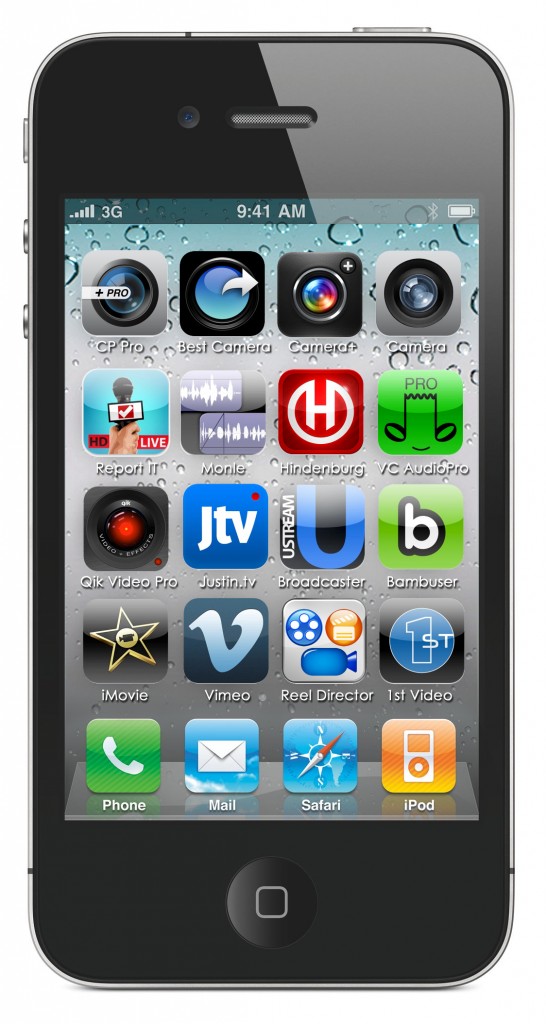 3G 9:41 AM
+ PRO
CP Pro Best Camera Camera+ Camera
HD LIVE
PRO
Report IT Monle Hindenburg VC AudioPro
Qik
VIDEO + EFFECTS
Jtv
USTREAM
b
Qik Video Pro Justin.tv Broadcaster Bambuser
1ST
iMovie Vimeo Reel Director 1st Video
Phone Mail Safari iPod